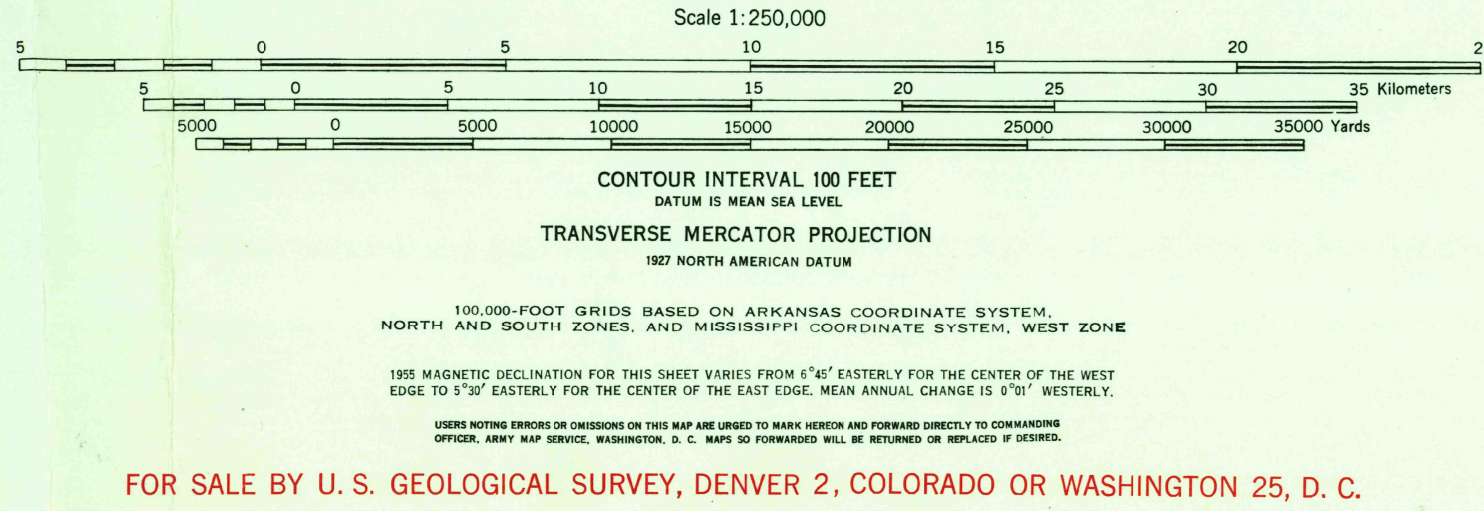 Scale 1:250,000
5 0 5 10 15 20 2
5 0 5 10 15 20 25 30 35 Kilometers
5000 0 5000 10000 15000 20000 25000 30000 35000 Yards
CONTOUR INTERVAL 100 FEET
DATUM IS MEAN SEA LEVEL
TRANSVERSE MERCATOR PROJECTION
1927 NORTH AMERICAN DATUM
100,000-FOOT GRIDS BASED ON ARKANSAS COORDINATE SYSTEM,
NORTH AND SOUTH ZONES, AND MISSISSIPPI COORDINATE SYSTEM, WEST ZONE
1955 MAGNETIC DECLINATION FOR THIS SHEET VARIES FROM 6°45′ EASTERLY FOR THE CENTER OF THE WEST
EDGE TO 5°30′ EASTERLY FOR THE CENTER OF THE EAST EDGE. MEAN ANNUAL CHANGE IS 0°01′ WESTERLY.
USERS NOTING ERRORS OR OMISSIONS ON THIS MAP ARE URGED TO MARK HEREON AND FORWARD DIRECTLY TO COMMANDING
OFFICER, ARMY MAP SERVICE, WASHINGTON, D. C. MAPS SO FORWARDED WILL BE RETURNED OR REPLACED IF DESIRED.
FOR SALE BY U. S. GEOLOGICAL SURVEY, DENVER 2, COLORADO OR WASHINGTON 25, D. C.